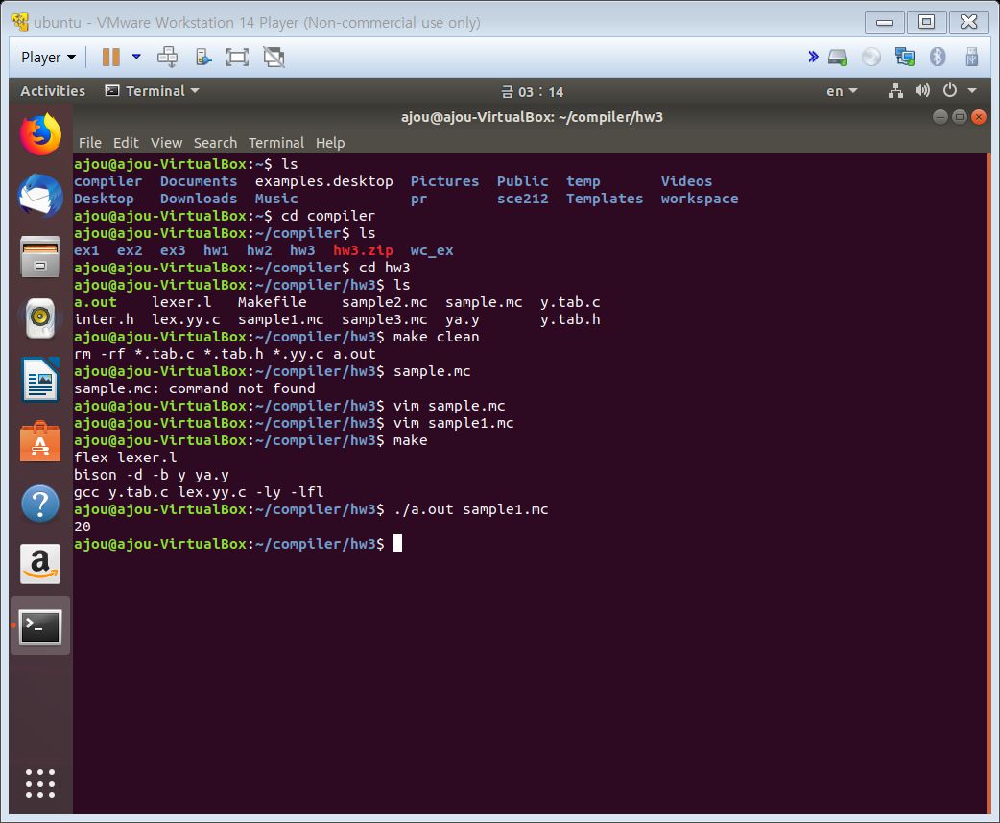 ubuntu - VMware Workstation 14 Player (Non-commercial use only)
Player
Activities Terminal 금 03 : 14 en
ajou@ajou-VirtualBox: ~/compiler/hw3
File Edit View Search Terminal Help
ajou@ajou-VirtualBox:~$ ls
compiler Documents examples.desktop Pictures Public temp Videos
Desktop Downloads Music pr sce212 Templates workspace
ajou@ajou-VirtualBox:~$ cd compiler
ajou@ajou-VirtualBox:~/compiler$ ls
ex1 ex2 ex3 hw1 hw2 hw3 hw3.zip wc_ex
ajou@ajou-VirtualBox:~/compiler$ cd hw3
ajou@ajou-VirtualBox:~/compiler/hw3$ ls
a.out lexer.l Makefile sample2.mc sample.mc y.tab.c
inter.h lex.yy.c sample1.mc sample3.mc ya.y y.tab.h
ajou@ajou-VirtualBox:~/compiler/hw3$ make clean
rm -rf *.tab.c *.tab.h *.yy.c a.out
ajou@ajou-VirtualBox:~/compiler/hw3$ sample.mc
sample.mc: command not found
ajou@ajou-VirtualBox:~/compiler/hw3$ vim sample.mc
ajou@ajou-VirtualBox:~/compiler/hw3$ vim sample1.mc
ajou@ajou-VirtualBox:~/compiler/hw3$ make
flex lexer.l
bison -d -b y ya.y
gcc y.tab.c lex.yy.c -ly -lfl
ajou@ajou-VirtualBox:~/compiler/hw3$ ./a.out sample1.mc
20
ajou@ajou-VirtualBox:~/compiler/hw3$